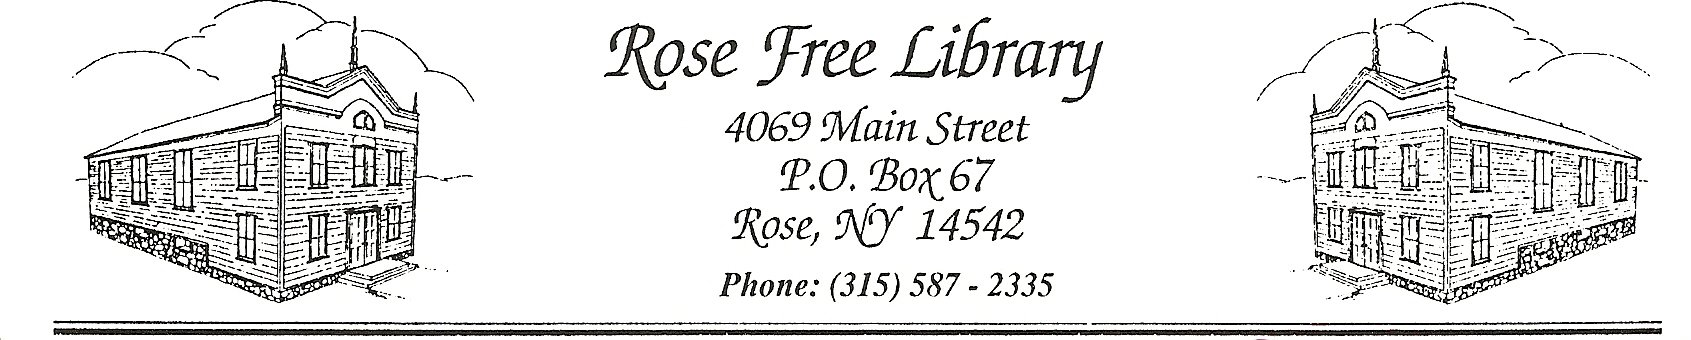 Rose Free Library
4069 Main Street
P.O. Box 67
Rose, NY 14542
Phone: (315) 587 - 2335